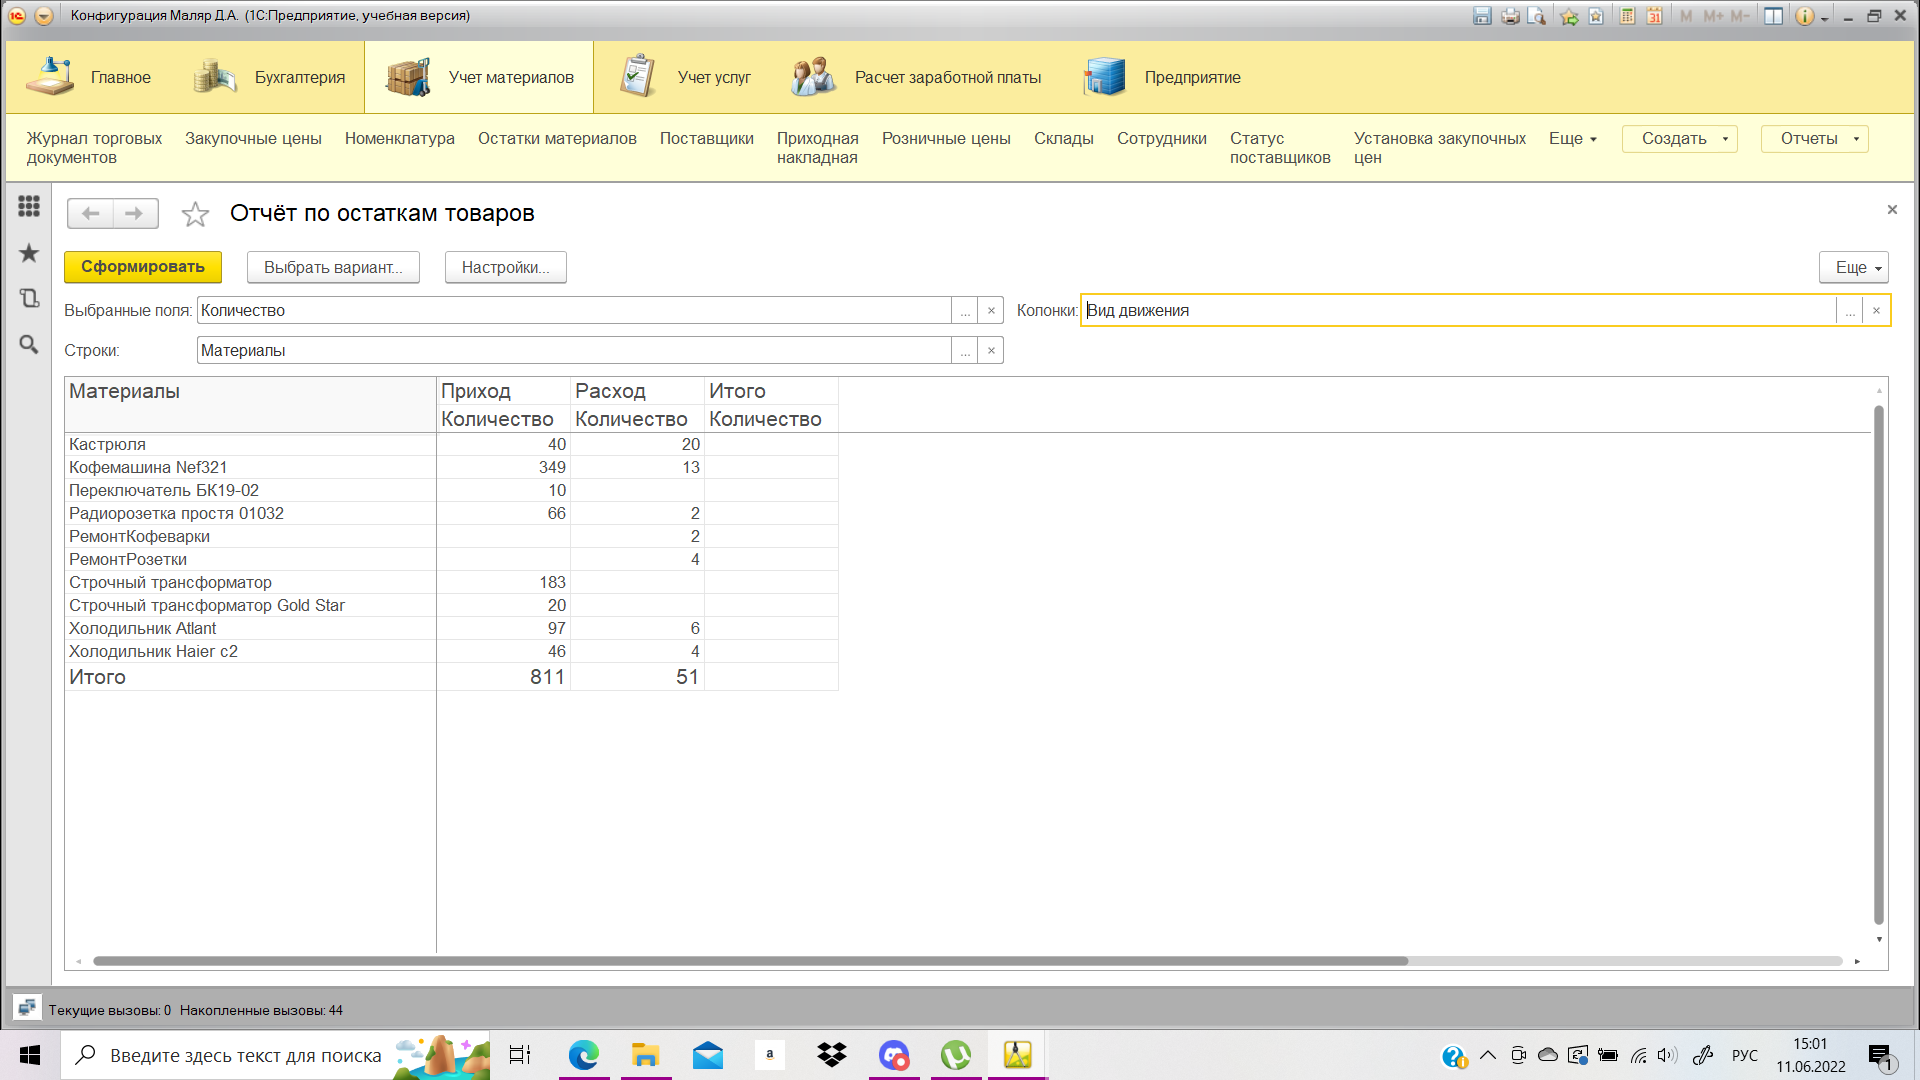 Конфигурация Маляр Д.А. (1С:Предприятие, учебная версия)
M M+ M-
Главное
Бухгалтерия
Учет материалов
Учет услуг
Расчет заработной платы
Предприятие
Журнал торговых документов
Закупочные цены
Номенклатура
Остатки материалов
Поставщики
Приходная накладная
Розничные цены
Склады
Сотрудники
Статус поставщиков
Установка закупочных цен
Еще
Создать
Отчеты
Отчёт по остаткам товаров
Сформировать
Выбрать вариант...
Настройки...
Еще
Выбранные поля: Количество ... ×
Колонки: Вид движения ... ×
Строки: Материалы ... ×
Материалы Приход Расход Итого
Количество Количество Количество
Кастрюля 40 20
Кофемашина Nef321 349 13
Переключатель БК19-02 10
Радиорозетка простя 01032 66 2
РемонтКофеварки 2
РемонтРозетки 4
Строчный трансформатор 183
Строчный трансформатор Gold Star 20
Холодильник Atlant 97 6
Холодильник Haier с2 46 4
Итого 811 51
Текущие вызовы: 0 Накопленные вызовы: 44
Введите здесь текст для поиска
a
РУС
15:01
11.06.2022
1